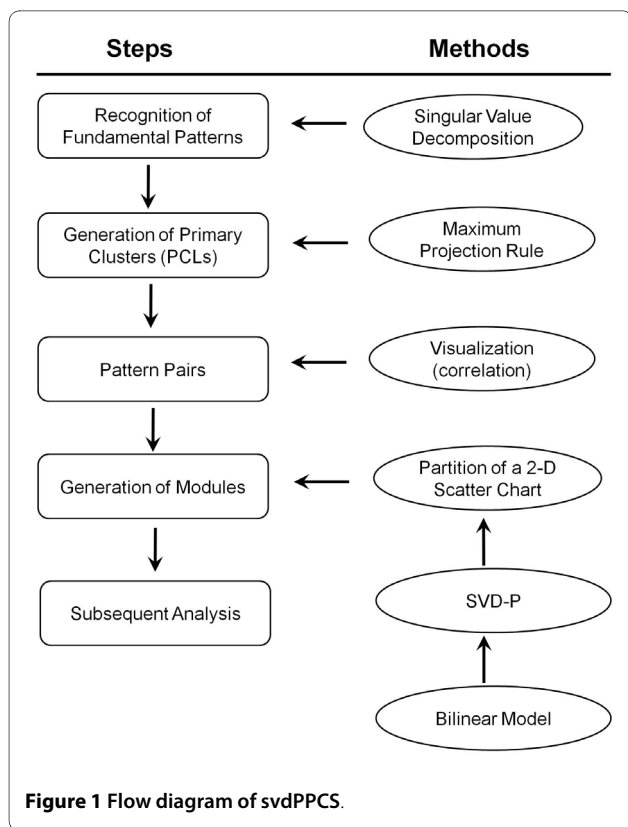 Steps
Methods
Recognition of
Fundamental Patterns
Singular Value
Decomposition
Generation of Primary
Clusters (PCLs)
Maximum
Projection Rule
Pattern Pairs
Visualization
(correlation)
Generation of Modules
Partition of a 2-D
Scatter Chart
Subsequent Analysis
SVD-P
Bilinear Model
Figure 1 Flow diagram of svdPPCS.